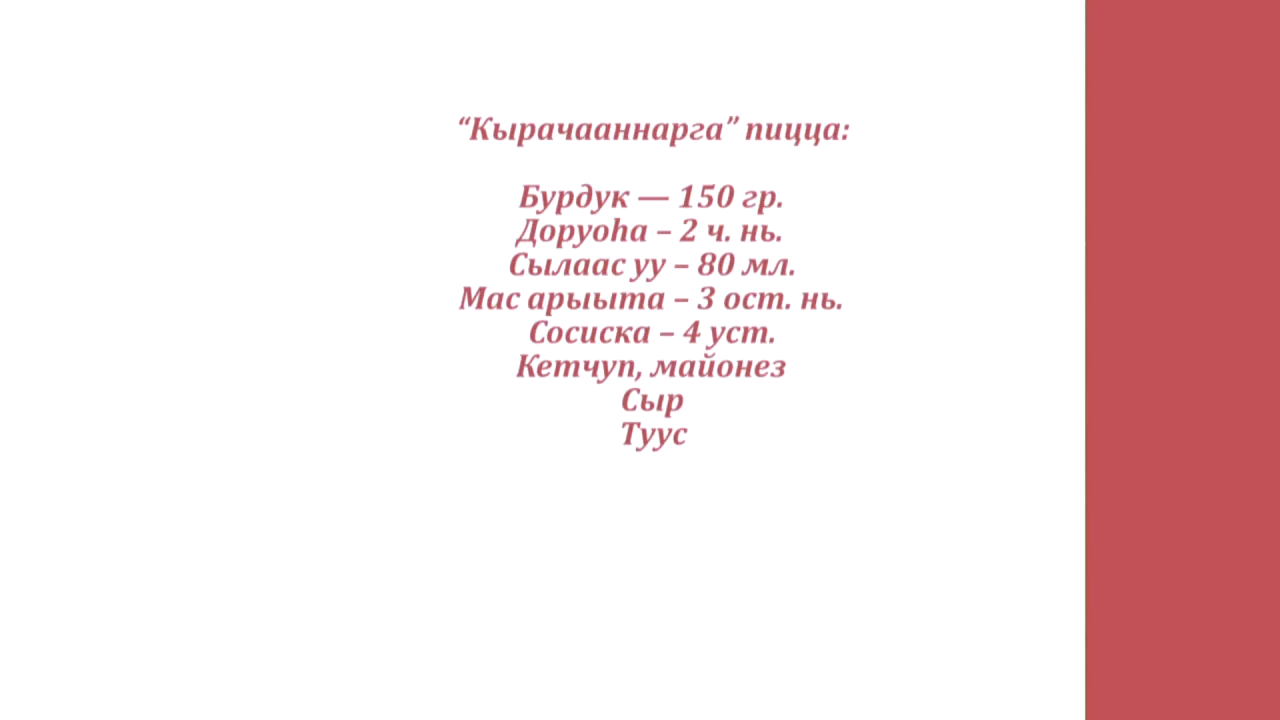 “Кырачааннарга” пицца:
Бурдук — 150 гр.
Доруоһа – 2 ч. нь.
Сылаас уу – 80 мл.
Мас арыыта – 3 ост. нь.
Сосиска – 4 уст.
Кетчуп, майонез
Сыр
Туус